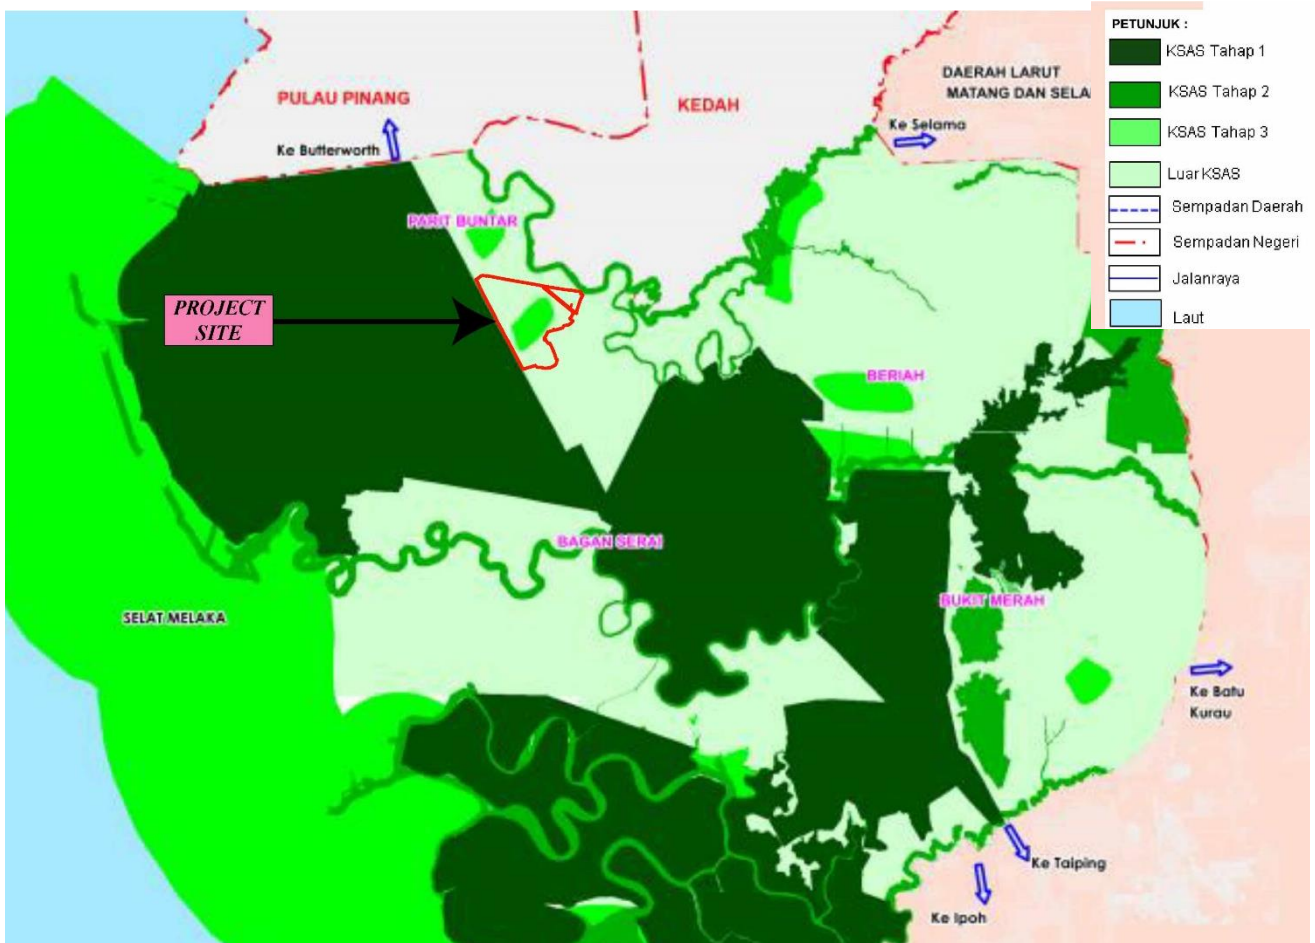 PETUNJUK :
KSAS Tahap 1
KSAS Tahap 2
KSAS Tahap 3
Luar KSAS
Sempadan Daerah
Sempadan Negeri
Jalanraya
Laut
DAERAH LARUT
MATANG DAN SELA
PULAU PINANG
KEDAH
Ke Butterworth
Ke Selama
PARIT BUNTAR
PROJECT
SITE
BERIAH
BAGAN SERAI
BUKIT MERAH
SELAT MELAKA
Ke Batu
Kurau
Ke Taiping
Ke Ipoh